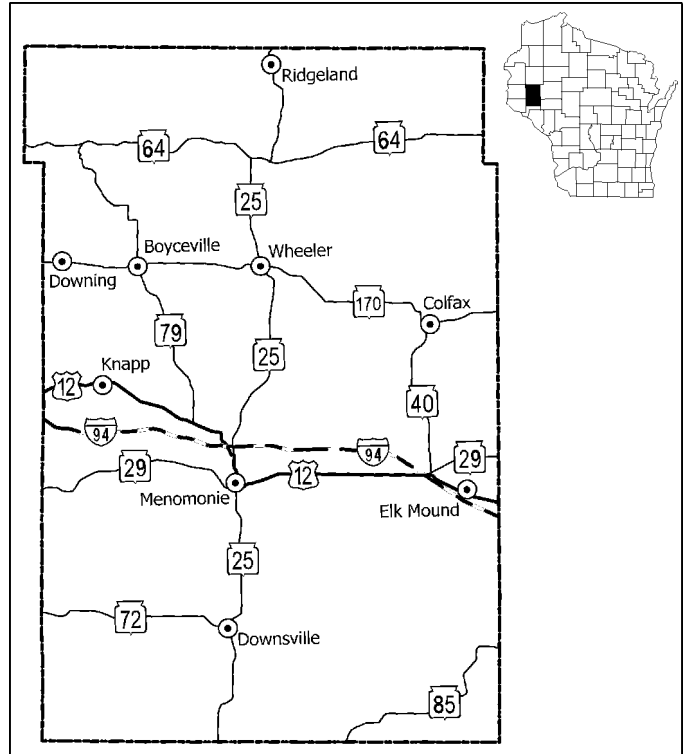 Ridgeland
64
64
25
Boyceville
Wheeler
Downing
170
Colfax
79
25
Knapp
12
40
94
94
29
29
12
Menomonie
Elk Mound
25
72
Downsville
85